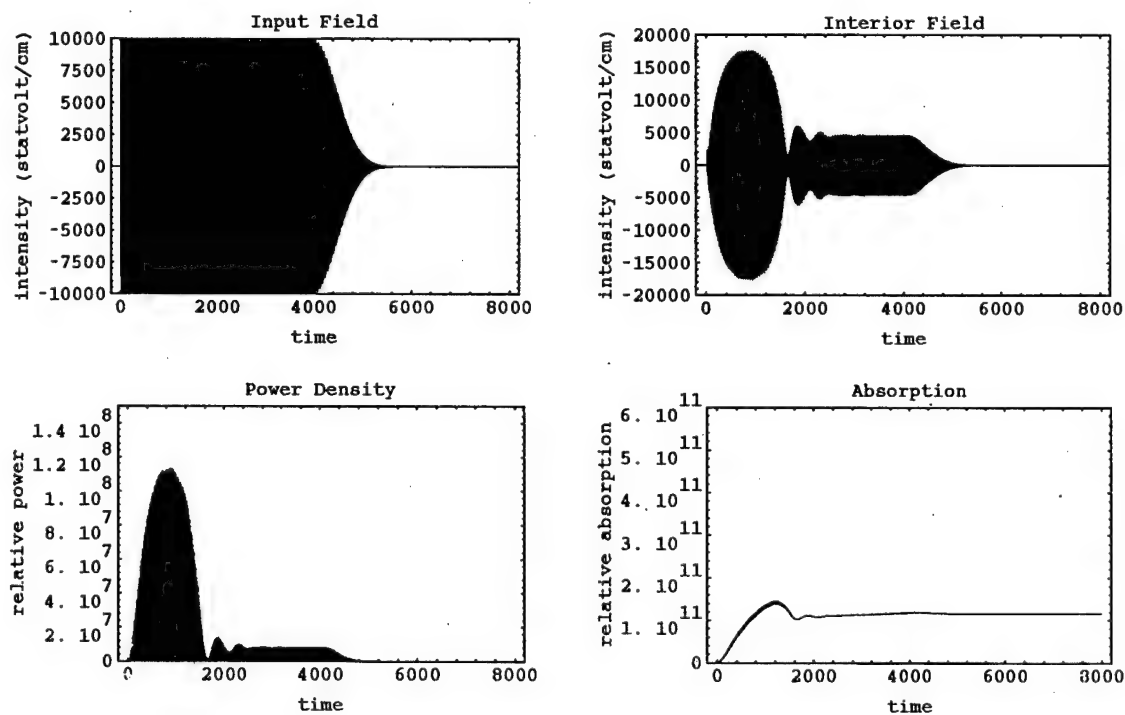 Input Field
intensity (statvolt/cm)
10000
7500
5000
2500
0
-2500
-5000
-7500
-10000
0 2000 4000 6000 8000
time
Interior Field
intensity (statvolt/cm)
20000
15000
10000
5000
0
-5000
-10000
-15000
-20000
0 2000 4000 6000 8000
time
Power Density
relative power
8
1.4 10
8
1.2 10
8
1. 10
7
8. 10
7
6. 10
7
4. 10
7
2. 10
0
0 2000 4000 6000 8000
time
Absorption
relative absorption
11
6. 10
11
5. 10
11
4. 10
11
3. 10
11
2. 10
11
1. 10
0
0 2000 4000 6000 8000
time